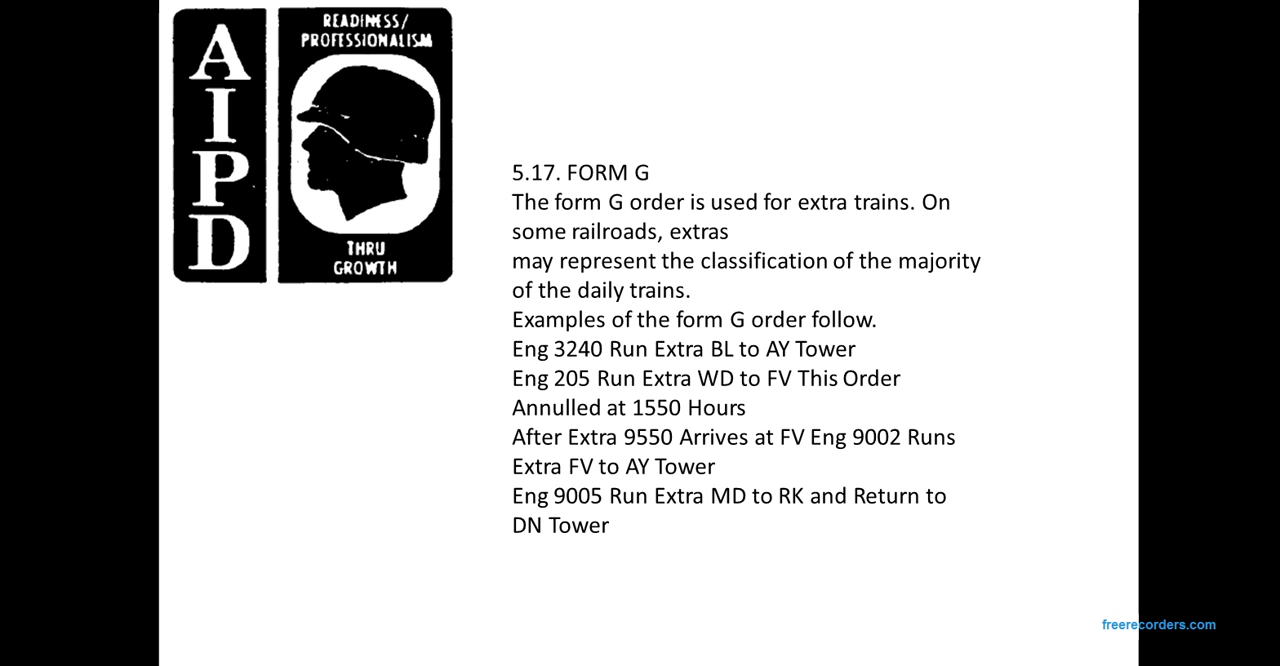 A
I
P
D
READINESS/
PROFESSIONALISM
THRU
GROWTH
5.17. FORM G
The form G order is used for extra trains. On
some railroads, extras
may represent the classification of the majority
of the daily trains.
Examples of the form G order follow.
Eng 3240 Run Extra BL to AY Tower
Eng 205 Run Extra WD to FV This Order
Annulled at 1550 Hours
After Extra 9550 Arrives at FV Eng 9002 Runs
Extra FV to AY Tower
Eng 9005 Run Extra MD to RK and Return to
DN Tower
freerecorders.com